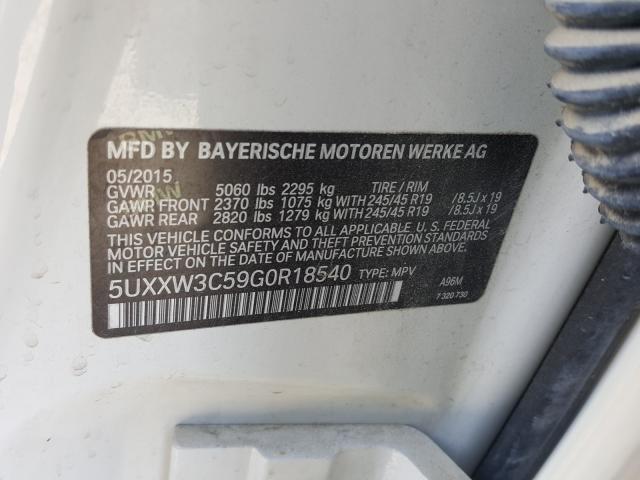 MFD BY BAYERISCHE MOTOREN WERKE AG
05/2015
GVWR 5060 lbs 2295 kg TIRE / RIM
GAWR FRONT 2370 lbs 1075 kg WITH 245/45 R19 /8.5J x 19
GAWR REAR 2820 lbs 1279 kg WITH 245/45 R19 /8.5J x 19
THIS VEHICLE CONFORMS TO ALL APPLICABLE U. S. FEDERAL
MOTOR VEHICLE SAFETY STANDARDS IN EFFECT ON THE
DATE OF MANUFACTURE SHOWN ABOVE.
5UXXW3C59G0R18540 TYPE: MPV
A96M
7 320 730